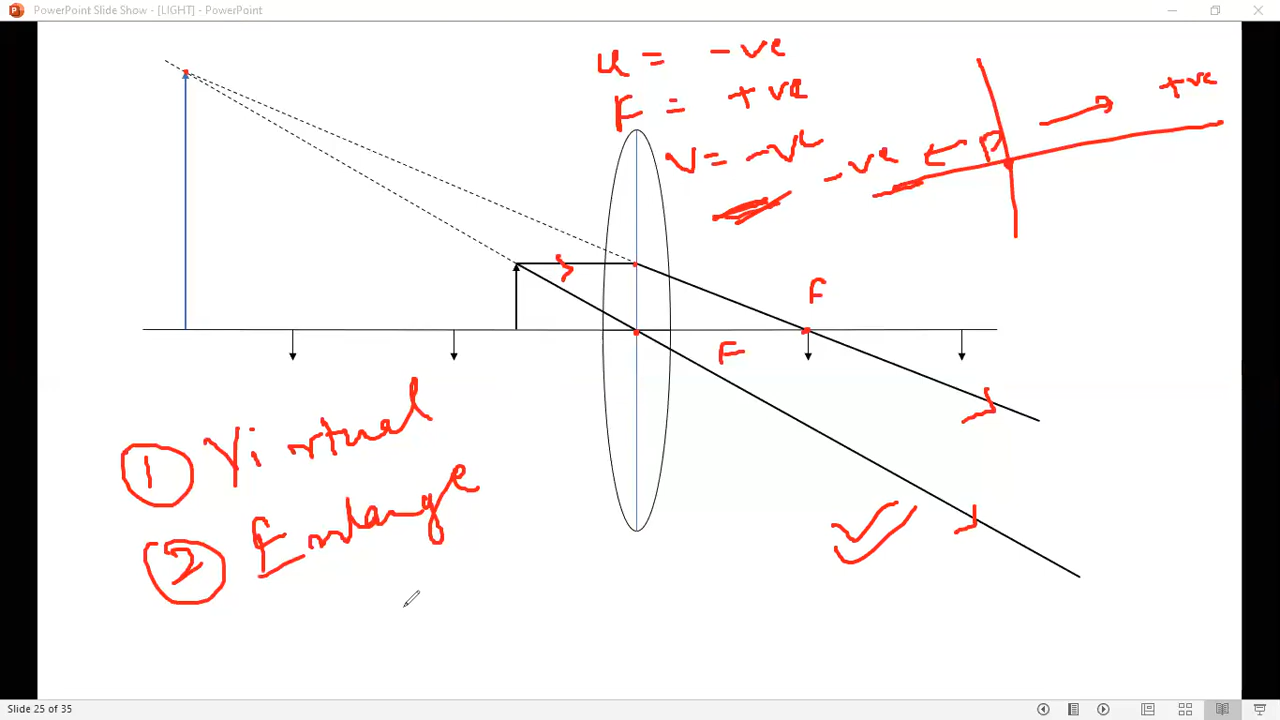 PowerPoint Slide Show - [LIGHT] - PowerPoint
u = -ve
F = +ve
v = -ve
+ve
-ve
P
F
F
1 Virtual
2 Enlarge
Slide 25 of 35